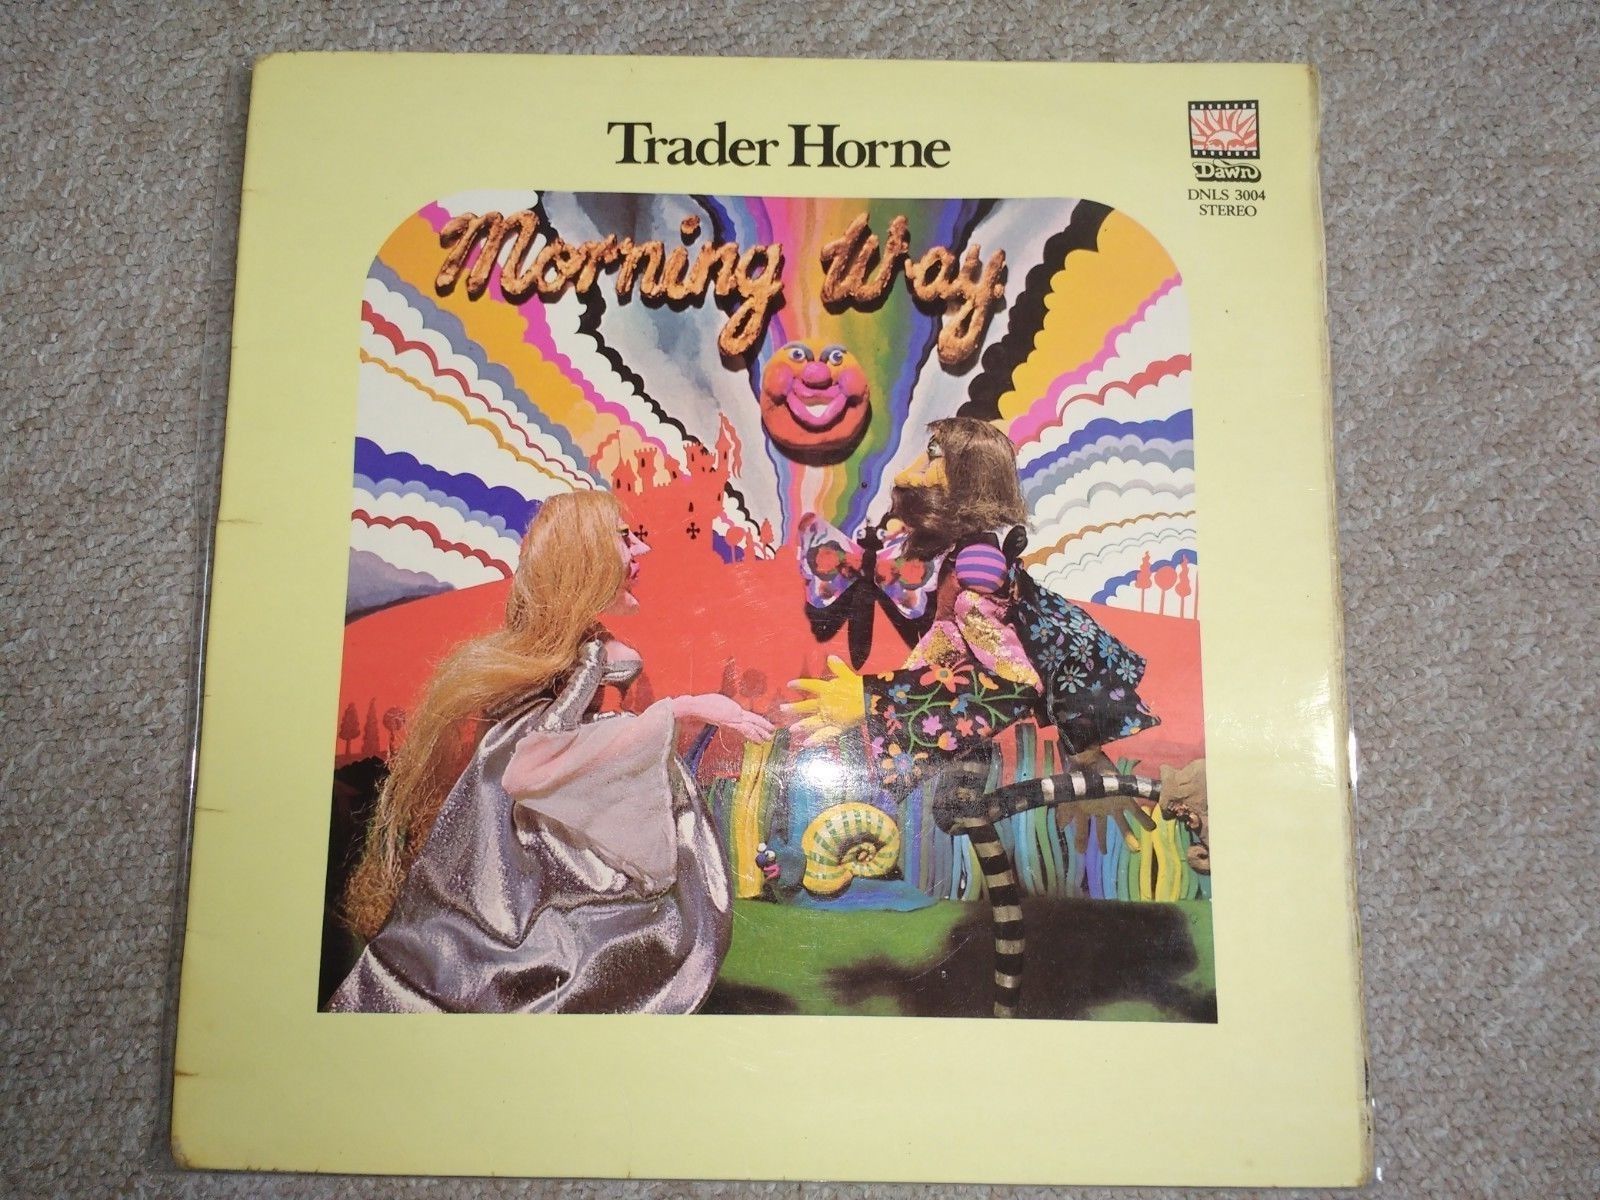 Trader Horne
Dawn
DNLS 3004
STEREO
Morning Way